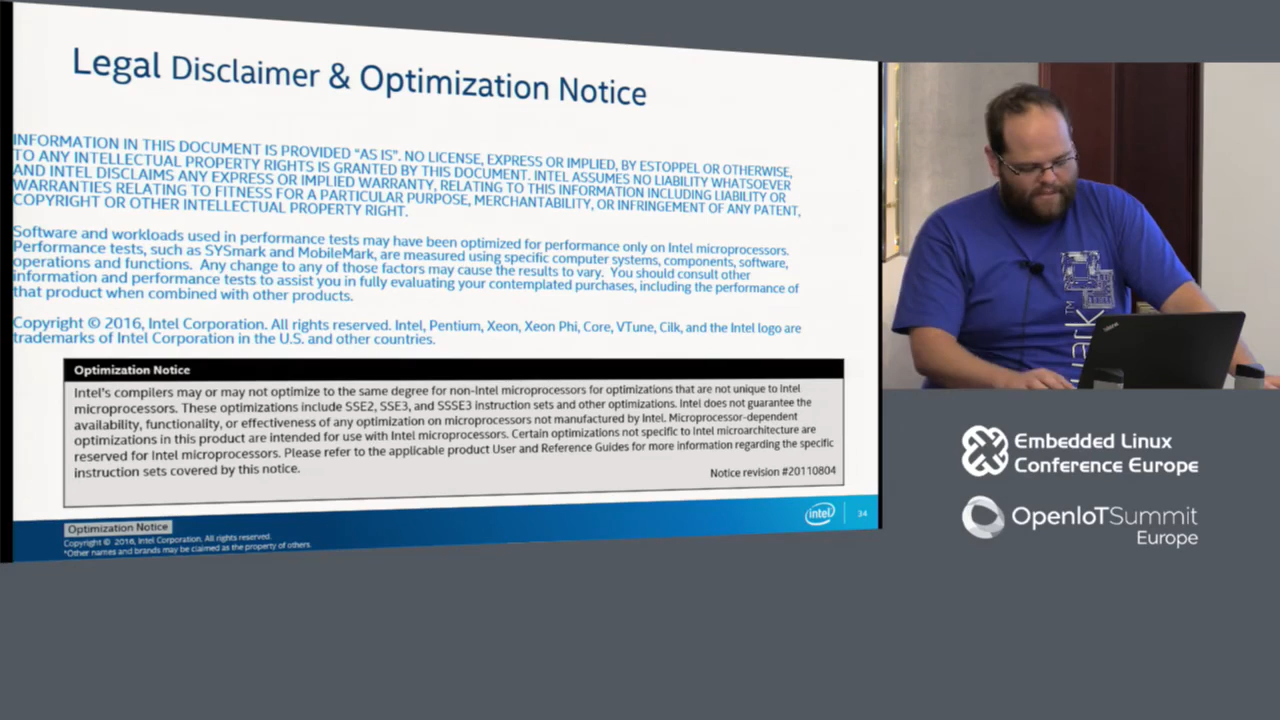 Legal Disclaimer & Optimization Notice
INFORMATION IN THIS DOCUMENT IS PROVIDED “AS IS”. NO LICENSE, EXPRESS OR IMPLIED, BY ESTOPPEL OR OTHERWISE,
TO ANY INTELLECTUAL PROPERTY RIGHTS IS GRANTED BY THIS DOCUMENT. INTEL ASSUMES NO LIABILITY WHATSOEVER
AND INTEL DISCLAIMS ANY EXPRESS OR IMPLIED WARRANTY, RELATING TO THIS INFORMATION INCLUDING LIABILITY OR
WARRANTIES RELATING TO FITNESS FOR A PARTICULAR PURPOSE, MERCHANTABILITY, OR INFRINGEMENT OF ANY PATENT,
COPYRIGHT OR OTHER INTELLECTUAL PROPERTY RIGHT.
Software and workloads used in performance tests may have been optimized for performance only on Intel microprocessors.
Performance tests, such as SYSmark and MobileMark, are measured using specific computer systems, components, software,
operations and functions. Any change to any of those factors may cause the results to vary. You should consult other
information and performance tests to assist you in fully evaluating your contemplated purchases, including the performance of
that product when combined with other products.
Copyright © 2016, Intel Corporation. All rights reserved. Intel, Pentium, Xeon, Xeon Phi, Core, VTune, Cilk, and the Intel logo are
trademarks of Intel Corporation in the U.S. and other countries.
Optimization Notice
Intel's compilers may or may not optimize to the same degree for non-Intel microprocessors for optimizations that are not unique to Intel
microprocessors. These optimizations include SSE2, SSE3, and SSSE3 instruction sets and other optimizations. Intel does not guarantee the
availability, functionality, or effectiveness of any optimization on microprocessors not manufactured by Intel. Microprocessor-dependent
optimizations in this product are intended for use with Intel microprocessors. Certain optimizations not specific to Intel microarchitecture are
reserved for Intel microprocessors. Please refer to the applicable product User and Reference Guides for more information regarding the specific
instruction sets covered by this notice.
Notice revision #20110804
Optimization Notice
Copyright © 2016, Intel Corporation. All rights reserved.
*Other names and brands may be claimed as the property of others.
intel
34
uark™
Embedded Linux
Conference Europe
OpenIoTSummit
Europe